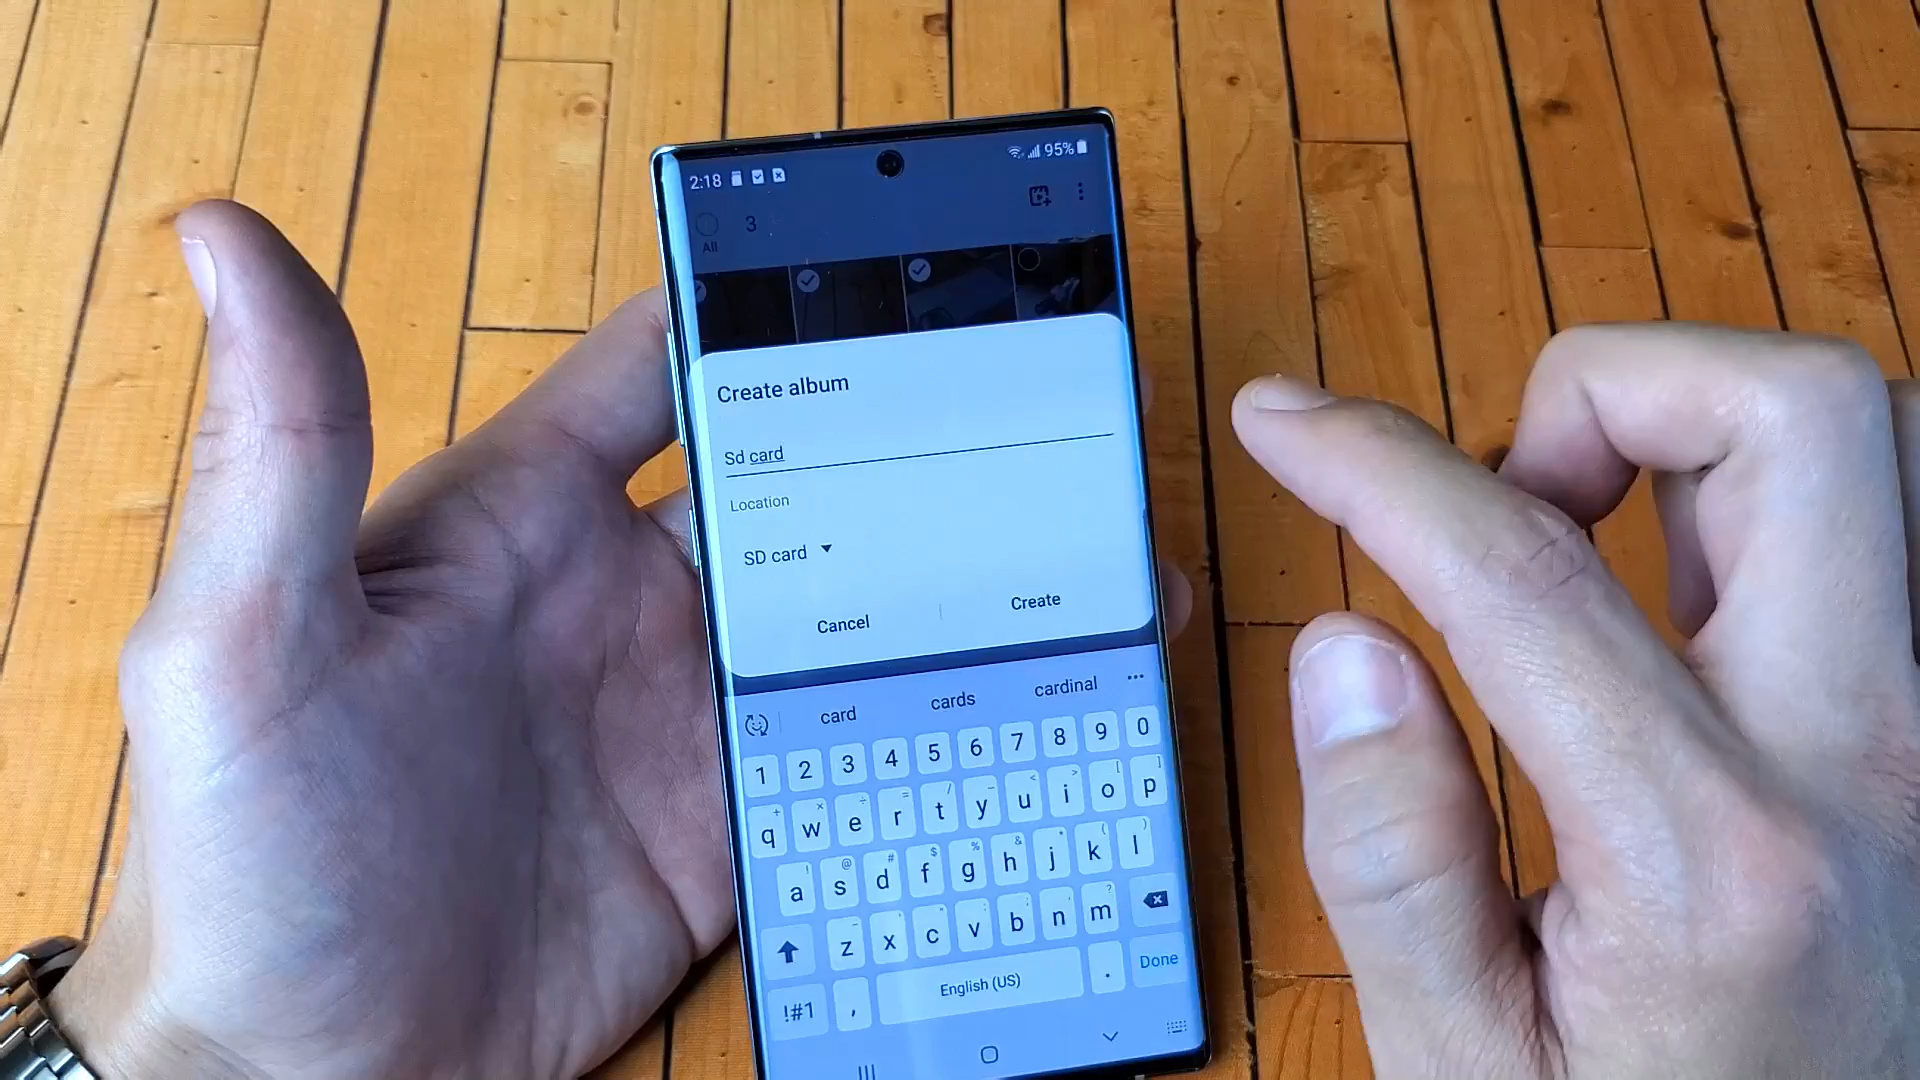 2:18 95%
3
All
Create album
Sd card
Location
SD card
Cancel Create
card cards cardinal
1 2 3 4 5 6 7 8 9 0
q w e r t y u i o p
a s d f g h j k l
z x c v b n m
!#1 , English (US) . Done